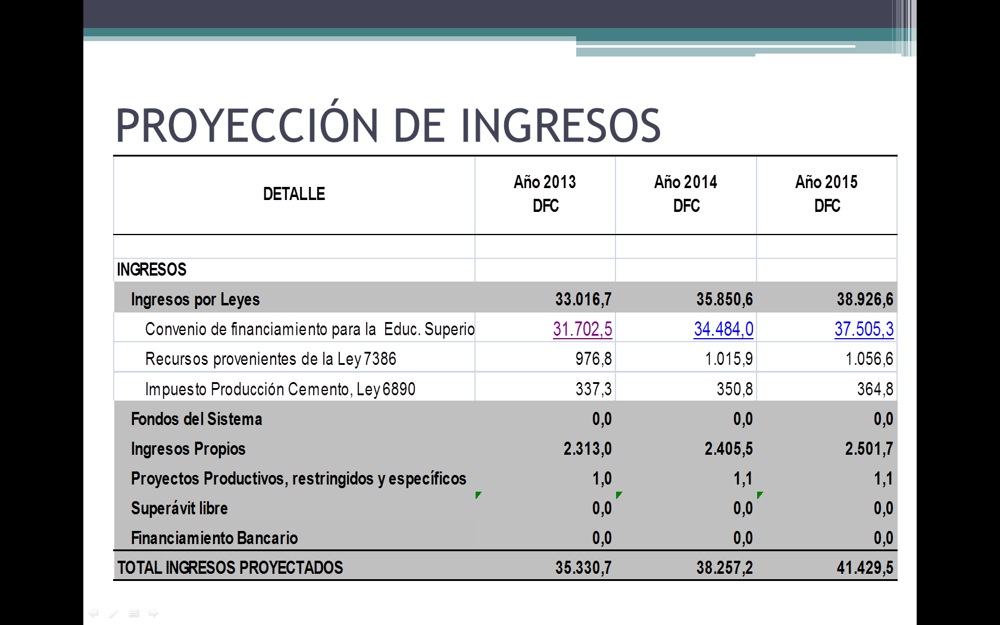 PROYECCIÓN DE INGRESOS
DETALLE Año 2013 DFC Año 2014 DFC Año 2015 DFC
INGRESOS
Ingresos por Leyes 33.016,7 35.850,6 38.926,6
Convenio de financiamiento para la Educ. Superio 31.702,5 34.484,0 37.505,3
Recursos provenientes de la Ley 7386 976,8 1.015,9 1.056,6
Impuesto Producción Cemento, Ley 6890 337,3 350,8 364,8
Fondos del Sistema 0,0 0,0 0,0
Ingresos Propios 2.313,0 2.405,5 2.501,7
Proyectos Productivos, restringidos y específicos 1,0 1,1 1,1
Superávit libre 0,0 0,0 0,0
Financiamiento Bancario 0,0 0,0 0,0
TOTAL INGRESOS PROYECTADOS 35.330,7 38.257,2 41.429,5